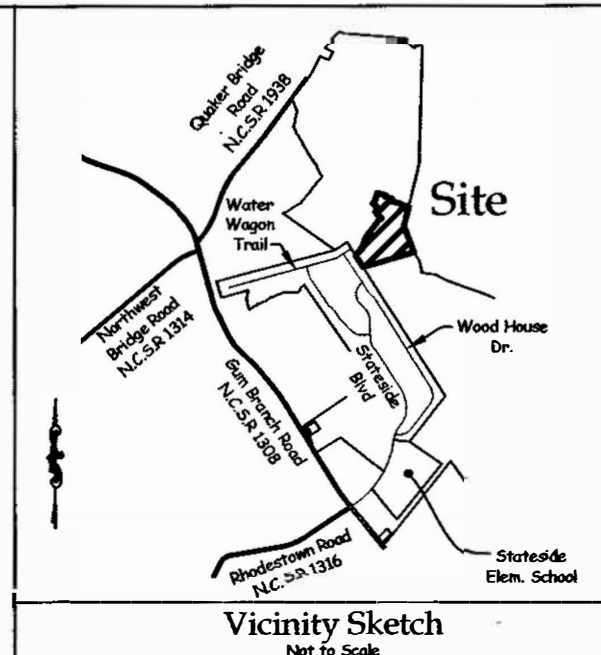 Quaker Bridge
Road
N.C.S.R 1938
Water
Wagon
Trail
Site
Northwest
Bridge Road
N.C.S.R 1314
Wood House
Dr.
Stateside
Blvd
Gum Branch Road
N.C.S.R 1308
Rhodestown Road
N.C. S.R 1316
Stateside
Elem. School
Vicinity Sketch
Not to Scale